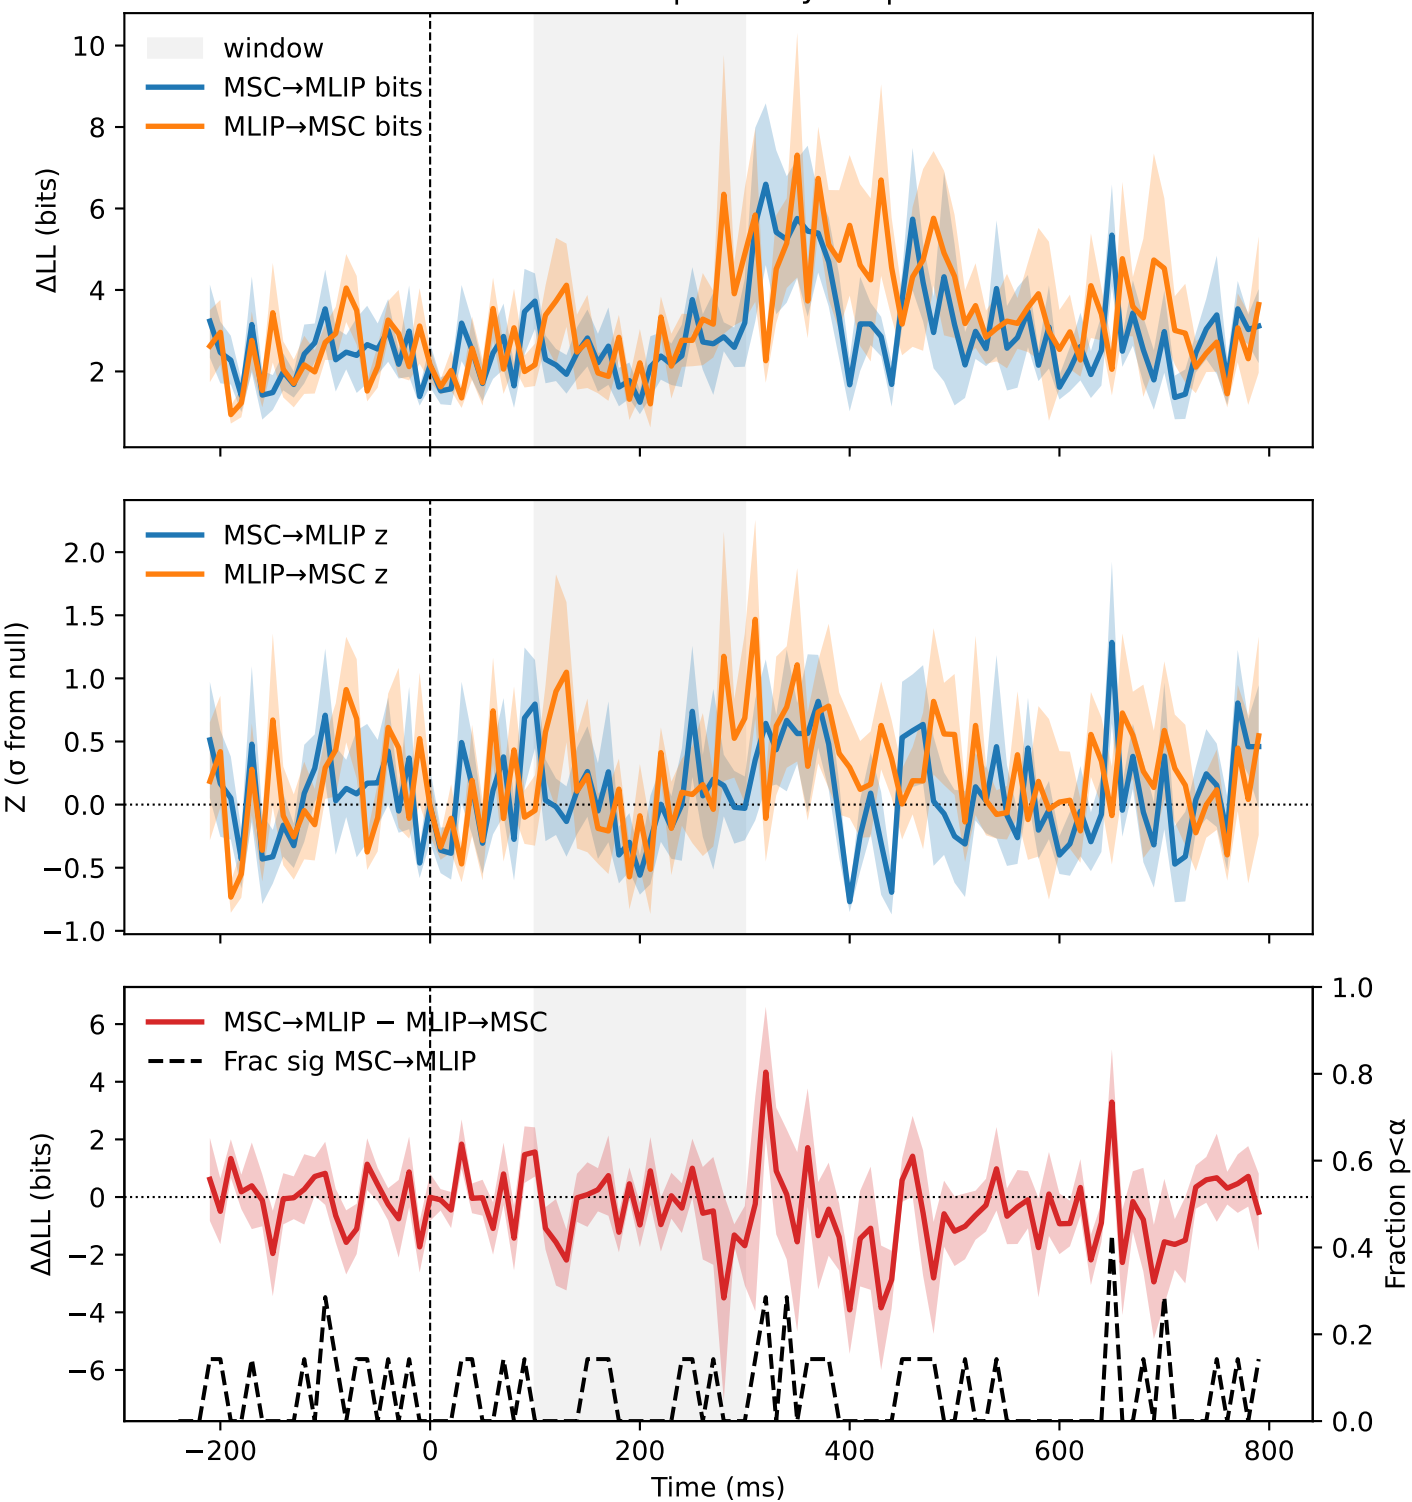 10
8
6
4
2
ΔLL (bits)
window
MSC→MLIP bits
MLIP→MSC bits
2.0
1.5
1.0
0.5
0.0
−0.5
−1.0
Z (σ from null)
MSC→MLIP z
MLIP→MSC z
6
4
2
0
−2
−4
−6
ΔΔLL (bits)
MSC→MLIP − MLIP→MSC
Frac sig MSC→MLIP
1.0
0.8
0.6
0.4
0.2
0.0
Fraction p<α
−200
0
200
400
600
800
Time (ms)